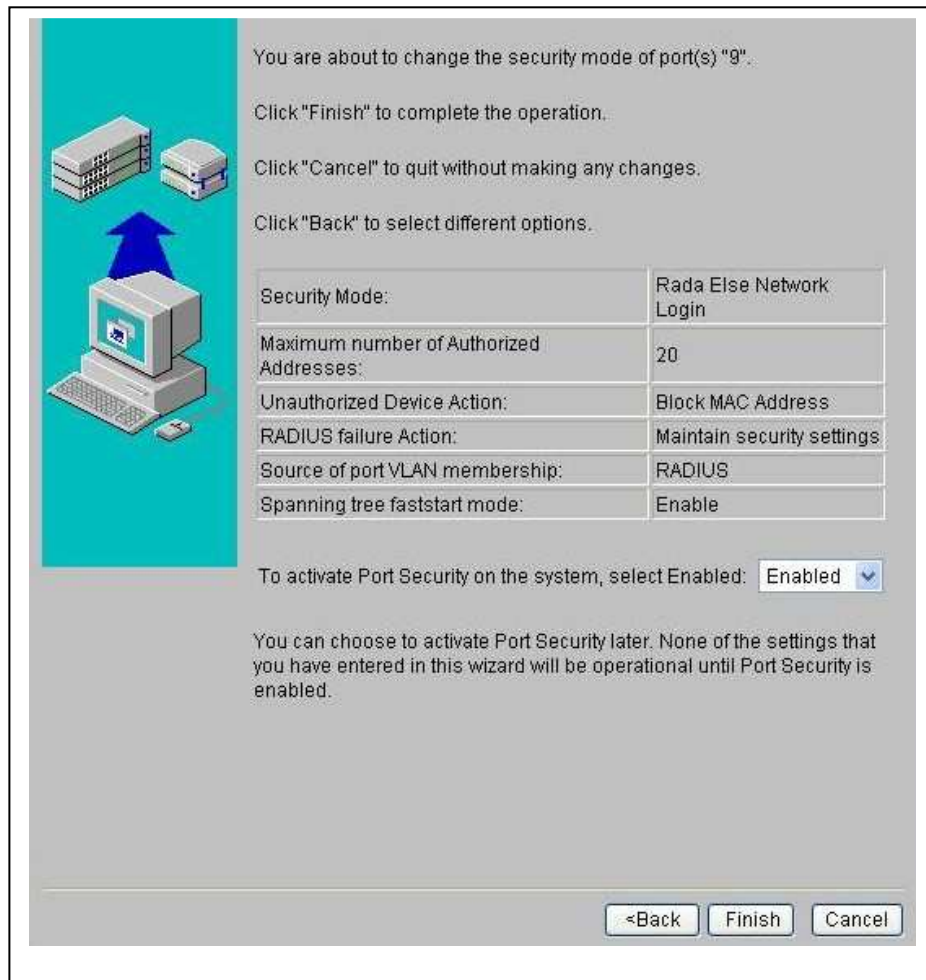 You are about to change the security mode of port(s) "9".
Click "Finish" to complete the operation.
Click "Cancel" to quit without making any changes.
Click "Back" to select different options.
Security Mode: Rada Else Network
Login
Maximum number of Authorized
Addresses: 20
Unauthorized Device Action: Block MAC Address
RADIUS failure Action: Maintain security settings
Source of port VLAN membership: RADIUS
Spanning tree faststart mode: Enable
To activate Port Security on the system, select Enabled: Enabled
You can choose to activate Port Security later. None of the settings that
you have entered in this wizard will be operational until Port Security is
enabled.
<Back Finish Cancel